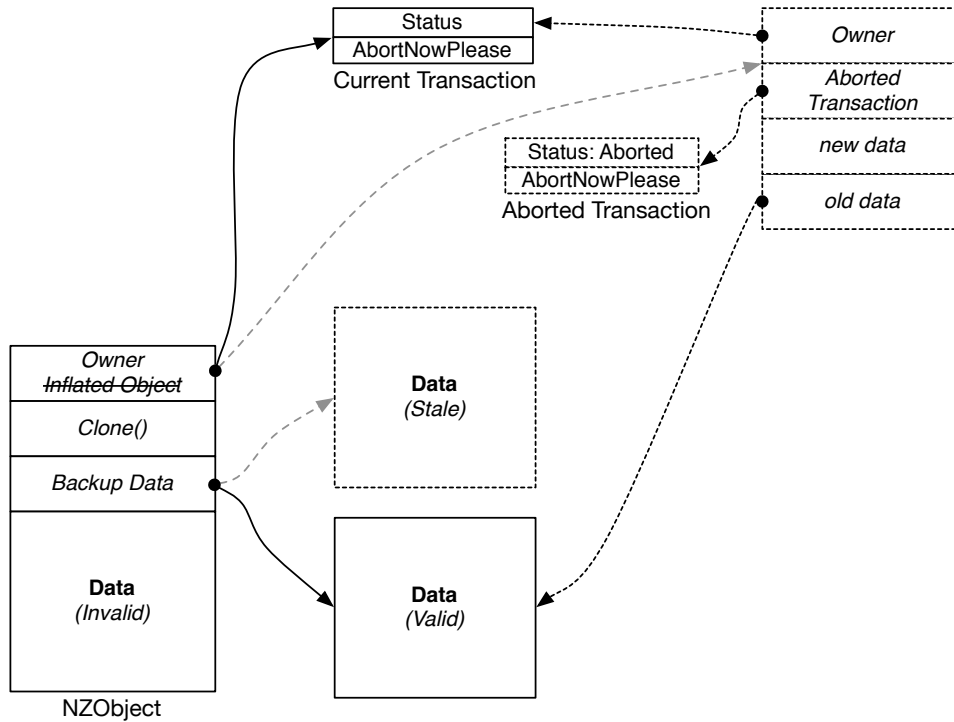 Status
AbortNowPlease
Current Transaction
Owner
Aborted
Transaction
new data
old data
Status: Aborted
AbortNowPlease
Aborted Transaction
Owner
Inflated Object
Clone()
Backup Data
Data
(Invalid)
NZObject
Data
(Stale)
Data
(Valid)